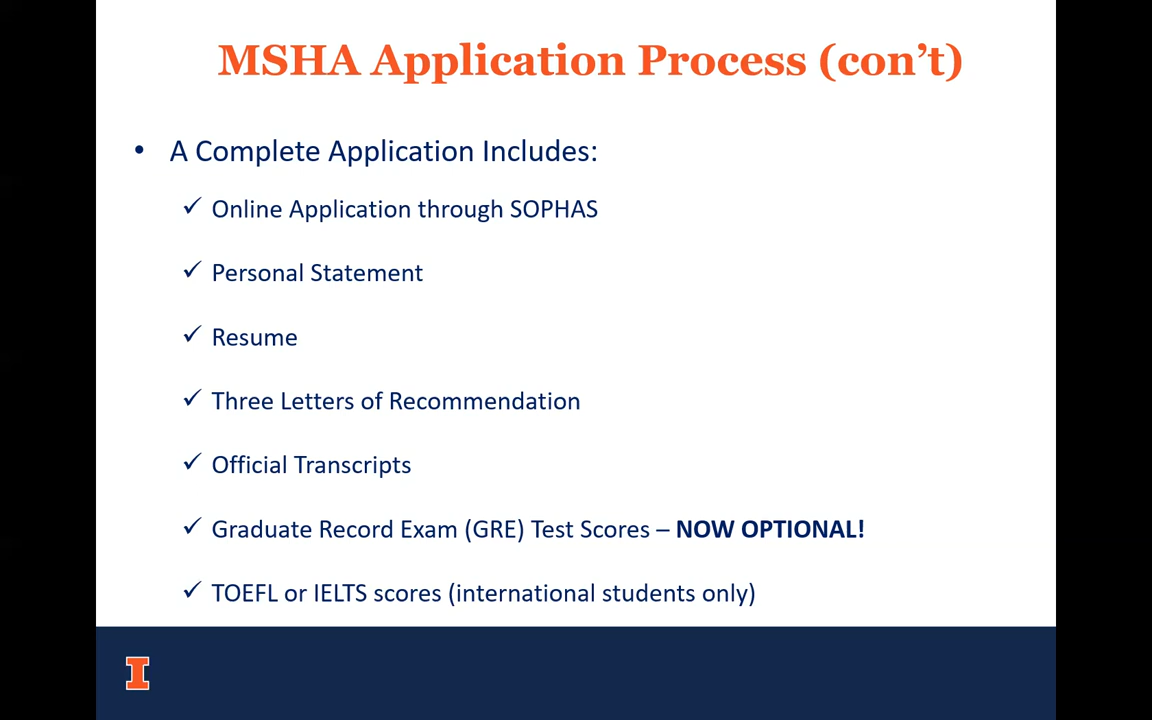 MSHA Application Process (con’t)
• A Complete Application Includes:
✓ Online Application through SOPHAS
✓ Personal Statement
✓ Resume
✓ Three Letters of Recommendation
✓ Official Transcripts
✓ Graduate Record Exam (GRE) Test Scores – NOW OPTIONAL!
✓ TOEFL or IELTS scores (international students only)
I